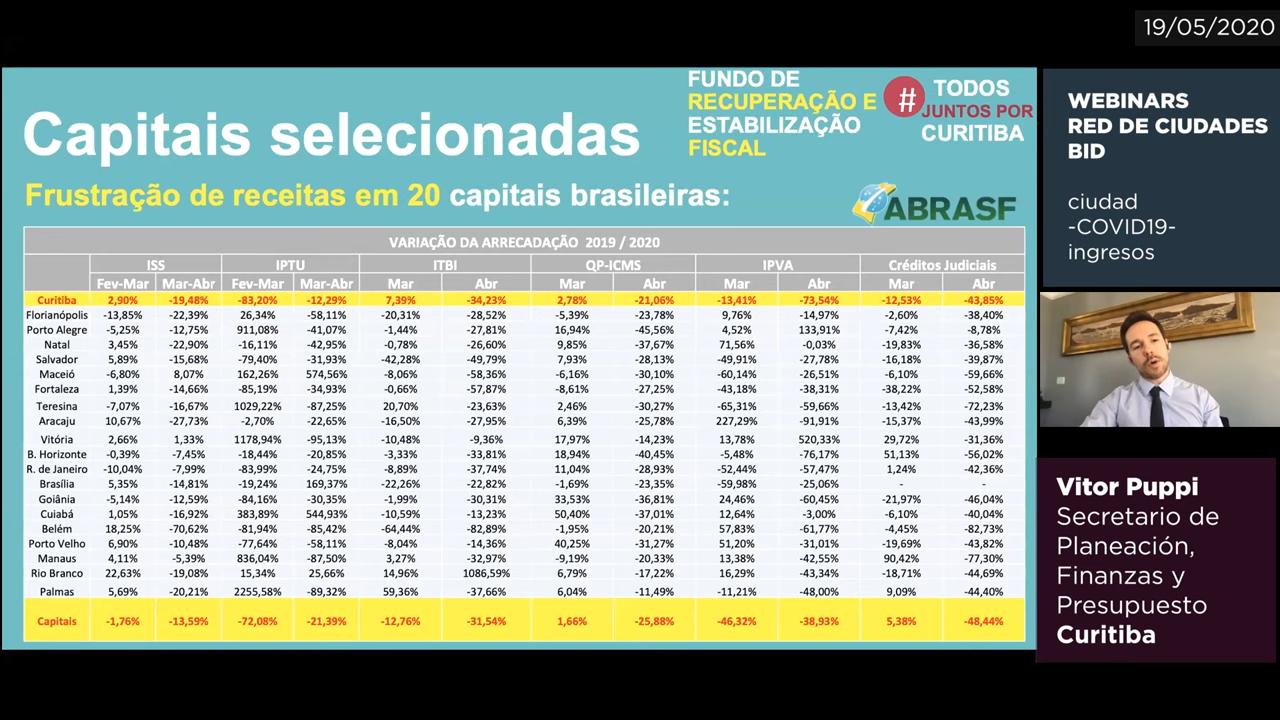 19/05/2020
Capitais selecionadas
FUNDO DE
RECUPERAÇÃO E
ESTABILIZAÇÃO
FISCAL
# TODOS
JUNTOS POR
CURITIBA
Frustração de receitas em 20 capitais brasileiras:
ABRASF
VARIAÇÃO DA ARRECADAÇÃO 2019 / 2020
ISS IPTU ITBI QP-ICMS IPVA Créditos Judiciais
Fev-Mar Mar-Abr Fev-Mar Mar-Abr Mar Abr Mar Abr Mar Abr Mar Abr
Curitiba 2,90% -19,48% -83,20% -12,29% 7,39% -34,23% 2,78% -21,06% -13,41% -73,54% -12,53% -43,85%
Florianópolis -13,85% -22,39% 26,34% -58,11% -20,31% -28,52% -5,39% -23,78% 9,76% -14,97% -2,60% -38,40%
Porto Alegre -5,25% -12,75% 911,08% -41,07% -1,44% -27,81% 16,94% -45,56% 4,52% 133,91% -7,42% -8,78%
Natal 3,45% -22,90% -16,11% -42,95% -0,78% -26,60% 9,85% -37,67% 71,56% -0,03% -19,83% -36,58%
Salvador 5,89% -15,68% -79,40% -31,93% -42,28% -49,79% 7,93% -28,13% -49,91% -27,78% -16,18% -39,87%
Maceió -6,80% 8,07% 162,26% 574,56% -8,06% -58,36% -6,16% -30,10% -60,14% -26,51% -6,10% -59,66%
Fortaleza 1,39% -14,66% -85,19% -34,93% -0,66% -57,87% -8,61% -27,25% -43,18% -38,31% -38,22% -52,58%
Teresina -7,07% -16,67% 1029,22% -87,25% 20,70% -23,63% 2,46% -30,27% -65,31% -59,66% -13,42% -72,23%
Aracaju 10,67% -27,73% -2,70% -22,65% -16,50% -27,95% 6,39% -25,78% 227,29% -91,91% -15,37% -43,99%
Vitória 2,66% 1,33% 1178,94% -95,13% -10,48% -9,36% 17,97% -14,23% 13,78% 520,33% 29,72% -31,36%
B. Horizonte -0,39% -7,45% -18,44% -20,85% -3,33% -33,81% 18,94% -40,45% -5,48% -76,17% 51,13% -56,02%
R. de Janeiro -10,04% -7,99% -83,99% -24,75% -8,89% -37,74% 11,04% -28,93% -52,44% -57,47% 1,24% -42,36%
Brasília 5,35% -14,81% -19,24% 169,37% -22,26% -22,82% -1,69% -23,35% -59,98% -25,06% - -
Goiânia -5,14% -12,59% -84,16% -30,35% -1,99% -30,31% 33,53% -36,81% 24,46% -60,45% -21,97% -46,04%
Cuiabá 1,05% -16,92% 383,89% 544,93% -10,59% -13,23% 50,40% -37,01% 12,64% -3,00% -6,10% -40,04%
Belém 18,25% -70,62% -81,94% -85,42% -64,44% -82,89% -1,95% -20,21% 57,83% -61,77% -4,45% -82,73%
Porto Velho 6,90% -10,48% -77,64% -58,11% -8,04% -14,36% 40,25% -31,27% 51,20% -31,01% -19,69% -43,82%
Manaus 4,11% -5,39% 836,04% -87,50% 3,27% -32,97% -9,19% -20,33% 13,38% -42,55% 90,42% -77,30%
Rio Branco 22,63% -19,08% 15,34% 25,66% 14,96% 1086,59% 6,79% -17,22% 16,29% -43,34% -18,71% -44,69%
Palmas 5,69% -20,21% 2255,58% -89,32% 59,36% -37,66% 6,04% -11,49% -11,21% -48,00% 9,09% -44,40%
Capitais -1,76% -13,59% -72,08% -21,39% -12,76% -31,54% 1,66% -25,88% -46,32% -38,93% 5,38% -48,44%
WEBINARS
RED DE CIUDADES
BID
ciudad
-COVID19-
ingresos
Vitor Puppi
Secretario de
Planeación,
Finanzas y
Presupuesto
Curitiba